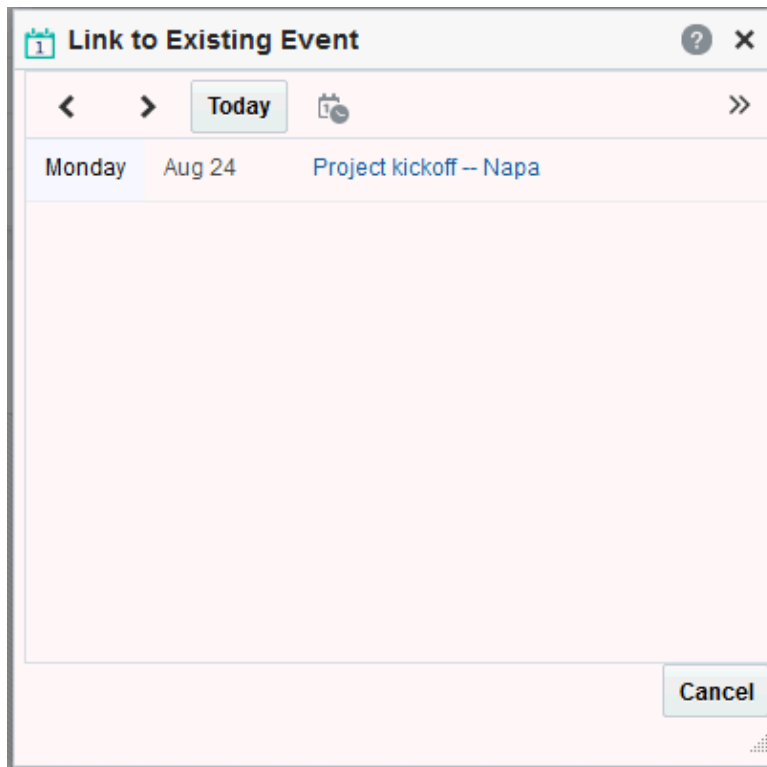 Link to Existing Event
Today
Monday Aug 24 Project kickoff -- Napa
Cancel